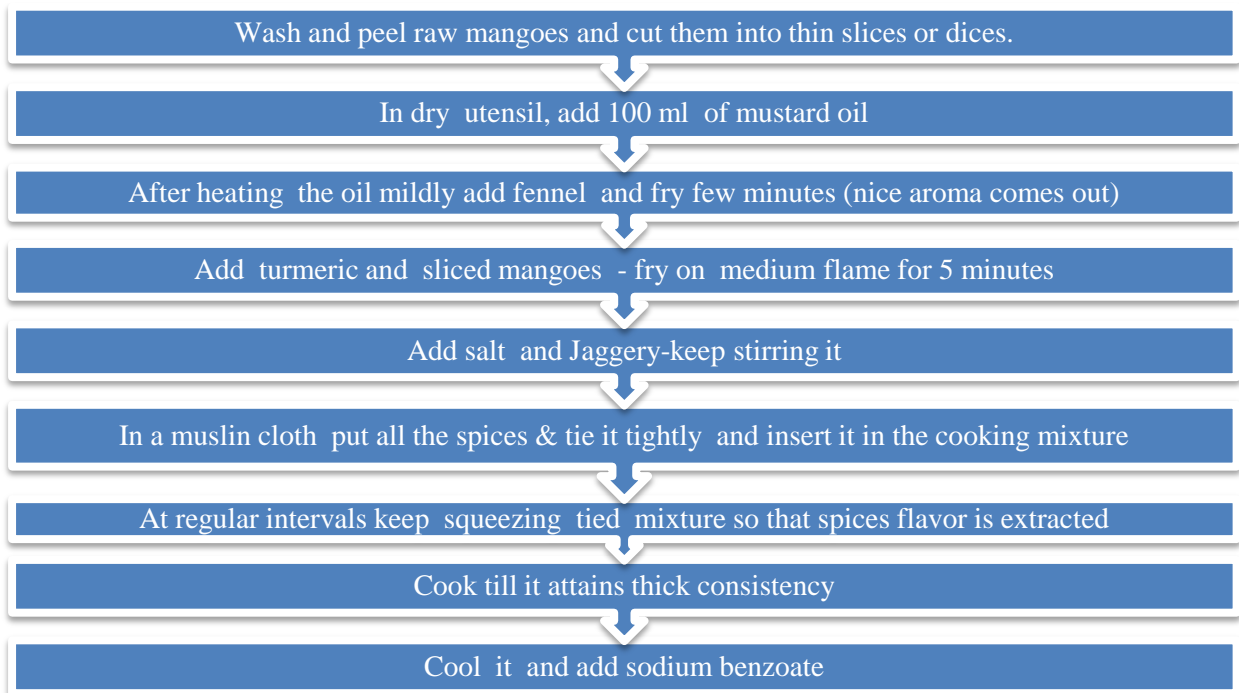 Wash and peel raw mangoes and cut them into thin slices or dices.
In dry utensil, add 100 ml of mustard oil
After heating the oil mildly add fennel and fry few minutes (nice aroma comes out)
Add turmeric and sliced mangoes - fry on medium flame for 5 minutes
Add salt and Jaggery-keep stirring it
In a muslin cloth put all the spices & tie it tightly and insert it in the cooking mixture
At regular intervals keep squeezing tied mixture so that spices flavor is extracted
Cook till it attains thick consistency
Cool it and add sodium benzoate